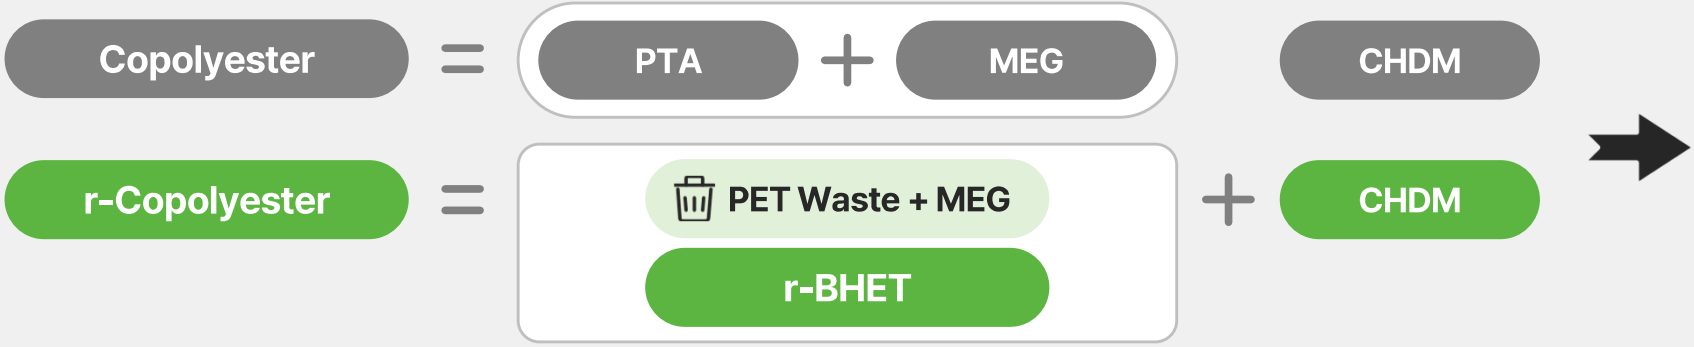 Copolyester = PTA + MEG CHDM
r-Copolyester = PET Waste + MEG + CHDM
r-BHET